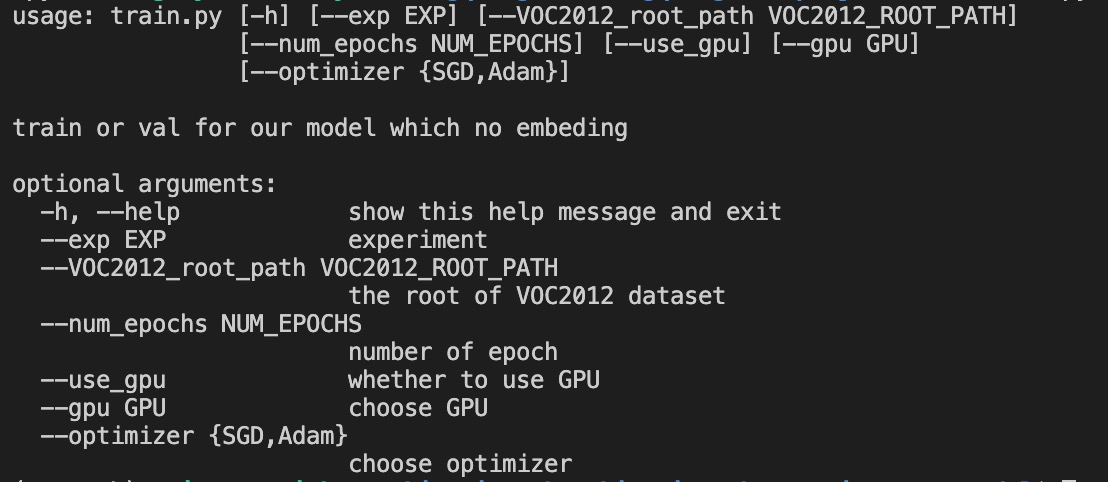 usage: train.py [-h] [--exp EXP] [--VOC2012_root_path VOC2012_ROOT_PATH]
                [--num_epochs NUM_EPOCHS] [--use_gpu] [--gpu GPU]
                [--optimizer {SGD,Adam}]
train or val for our model which no embeding
optional arguments:
  -h, --help            show this help message and exit
  --exp EXP             experiment
  --VOC2012_root_path VOC2012_ROOT_PATH
                        the root of VOC2012 dataset
  --num_epochs NUM_EPOCHS
                        number of epoch
  --use_gpu             whether to use GPU
  --gpu GPU             choose GPU
  --optimizer {SGD,Adam}
                        choose optimizer